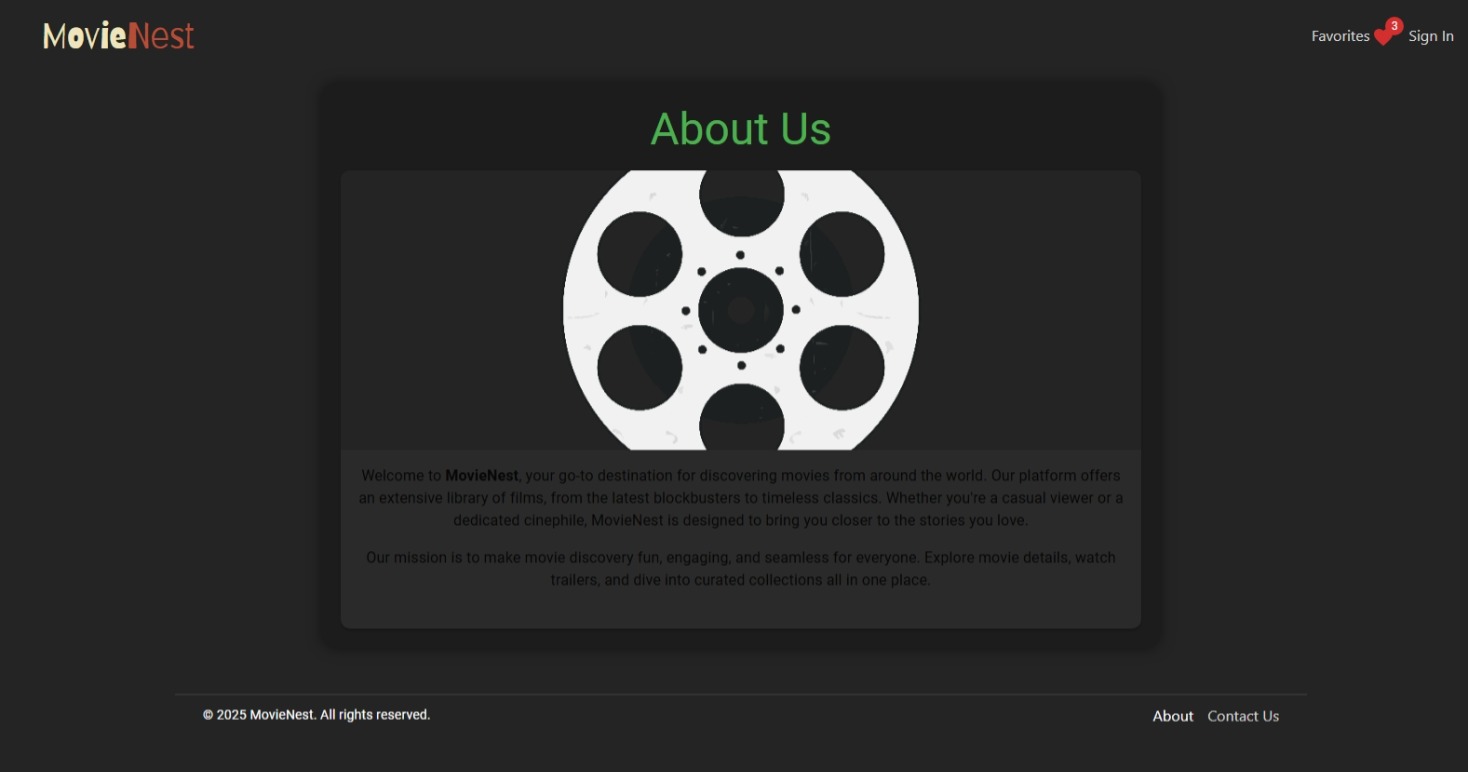 MovieNest
Favorites 3 Sign In
About Us
Welcome to MovieNest, your go-to destination for discovering movies from around the world. Our platform offers
an extensive library of films, from the latest blockbusters to timeless classics. Whether you're a casual viewer or a
dedicated cinephile, MovieNest is designed to bring you closer to the stories you love.
Our mission is to make movie discovery fun, engaging, and seamless for everyone. Explore movie details, watch
trailers, and dive into curated collections all in one place.
© 2025 MovieNest. All rights reserved.
About Contact Us